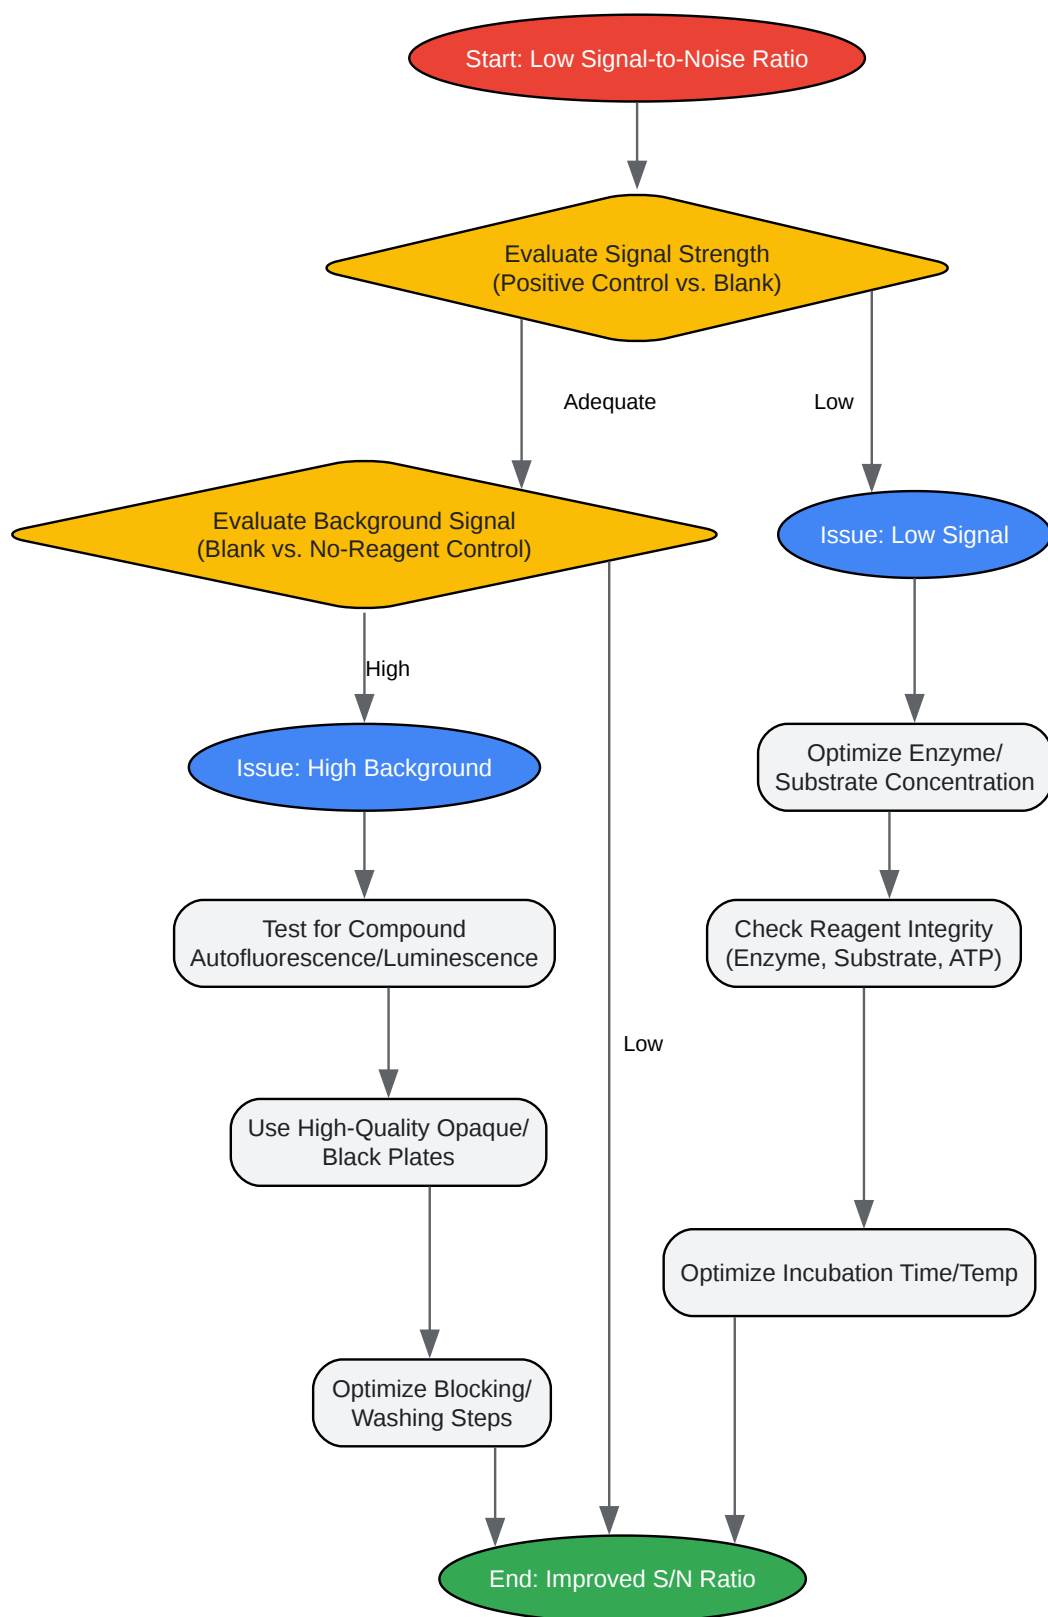 Start: Low Signal-to-Noise Ratio
Evaluate Signal Strength
(Positive Control vs. Blank)
Adequate
Low
Evaluate Background Signal
(Blank vs. No-Reagent Control)
Issue: Low Signal
High
Issue: High Background
Optimize Enzyme/
Substrate Concentration
Test for Compound
Autofluorescence/Luminescence
Check Reagent Integrity
(Enzyme, Substrate, ATP)
Low
Use High-Quality Opaque/
Black Plates
Optimize Incubation Time/Temp
Optimize Blocking/
Washing Steps
End: Improved S/N Ratio